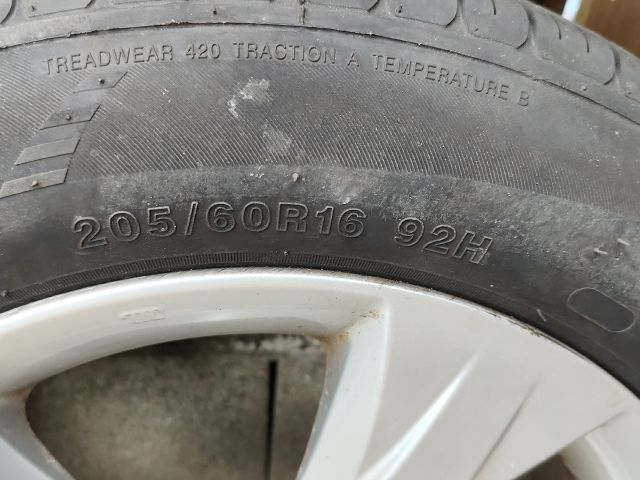 TREADWEAR 420 TRACTION A TEMPERATURE B
205/60R16 92H